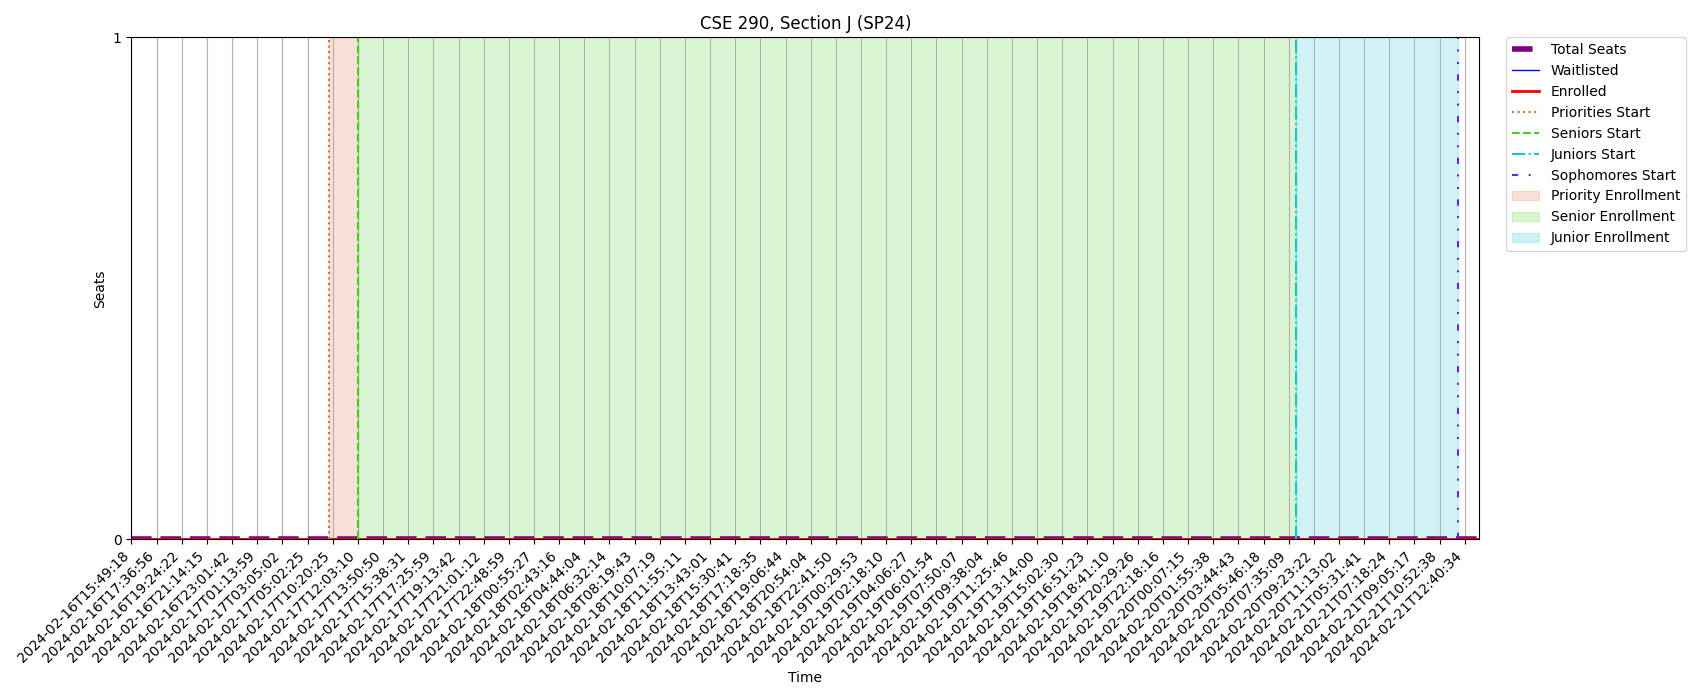 CSE 290, Section J (SP24)
1
0
Seats
2024-02-16T15:49:18
2024-02-16T17:36:56
2024-02-16T19:24:22
2024-02-16T21:14:15
2024-02-16T23:01:42
2024-02-17T01:13:59
2024-02-17T03:05:02
2024-02-17T05:02:25
2024-02-17T10:20:25
2024-02-17T12:03:10
2024-02-17T13:50:50
2024-02-17T15:38:31
2024-02-17T17:25:59
2024-02-17T19:13:42
2024-02-17T21:01:12
2024-02-17T22:48:59
2024-02-18T00:55:27
2024-02-18T02:43:16
2024-02-18T04:44:04
2024-02-18T06:32:14
2024-02-18T08:19:43
2024-02-18T10:07:19
2024-02-18T11:55:11
2024-02-18T13:43:01
2024-02-18T15:30:41
2024-02-18T17:18:35
2024-02-18T19:06:44
2024-02-18T20:54:04
2024-02-18T22:41:50
2024-02-19T00:29:53
2024-02-19T02:18:10
2024-02-19T04:06:27
2024-02-19T06:01:54
2024-02-19T07:50:07
2024-02-19T09:38:04
2024-02-19T11:25:46
2024-02-19T13:14:00
2024-02-19T15:02:30
2024-02-19T16:51:23
2024-02-19T18:41:10
2024-02-19T20:29:26
2024-02-19T22:18:16
2024-02-20T00:07:15
2024-02-20T01:55:38
2024-02-20T03:44:43
2024-02-20T05:46:18
2024-02-20T07:35:09
2024-02-20T09:23:22
2024-02-20T11:13:02
2024-02-21T05:31:41
2024-02-21T07:18:24
2024-02-21T09:05:17
2024-02-21T10:52:38
2024-02-21T12:40:34
Time
Total Seats
Waitlisted
Enrolled
Priorities Start
Seniors Start
Juniors Start
Sophomores Start
Priority Enrollment
Senior Enrollment
Junior Enrollment